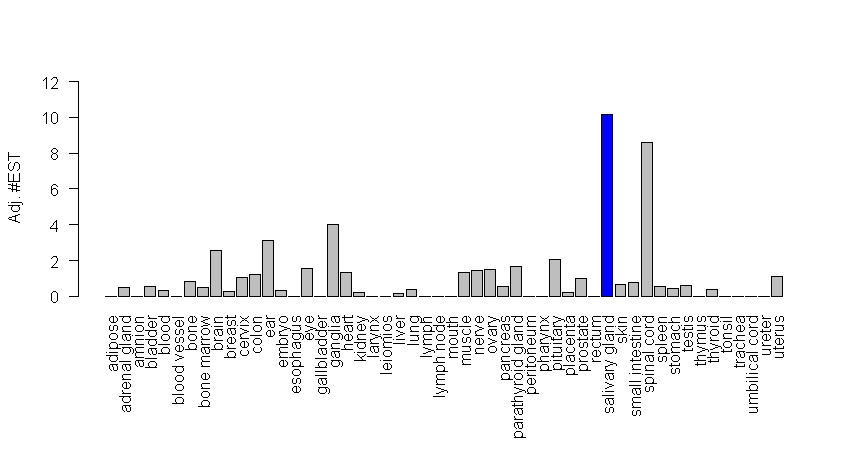 Adj. #EST
12
10
8
6
4
2
0
adipose
adrenal gland
amnion
bladder
blood
blood vessel
bone
bone marrow
brain
breast
cervix
colon
ear
embryo
esophagus
eye
gallbladder
ganglia
heart
kidney
larynx
leiomios
liver
lung
lymph
lymph node
mouth
muscle
nerve
ovary
pancreas
parathyroid gland
peritoneum
pharynx
pituitary
placenta
prostate
rectum
salivary gland
skin
small intestine
spinal cord
spleen
stomach
testis
thymus
thyroid
tonsil
trachea
umbilical cord
ureter
uterus